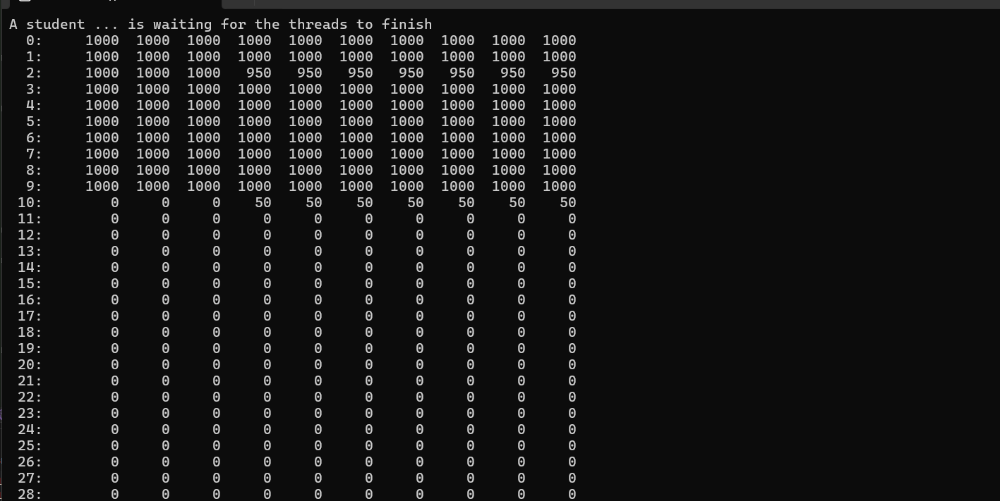 A student ... is waiting for the threads to finish
0: 1000 1000 1000 1000 1000 1000 1000 1000 1000 1000
1: 1000 1000 1000 1000 1000 1000 1000 1000 1000 1000
2: 1000 1000 1000 950 950 950 950 950 950 950
3: 1000 1000 1000 1000 1000 1000 1000 1000 1000 1000
4: 1000 1000 1000 1000 1000 1000 1000 1000 1000 1000
5: 1000 1000 1000 1000 1000 1000 1000 1000 1000 1000
6: 1000 1000 1000 1000 1000 1000 1000 1000 1000 1000
7: 1000 1000 1000 1000 1000 1000 1000 1000 1000 1000
8: 1000 1000 1000 1000 1000 1000 1000 1000 1000 1000
9: 1000 1000 1000 1000 1000 1000 1000 1000 1000 1000
10: 0 0 0 50 50 50 50 50 50 50
11: 0 0 0 0 0 0 0 0 0 0
12: 0 0 0 0 0 0 0 0 0 0
13: 0 0 0 0 0 0 0 0 0 0
14: 0 0 0 0 0 0 0 0 0 0
15: 0 0 0 0 0 0 0 0 0 0
16: 0 0 0 0 0 0 0 0 0 0
17: 0 0 0 0 0 0 0 0 0 0
18: 0 0 0 0 0 0 0 0 0 0
19: 0 0 0 0 0 0 0 0 0 0
20: 0 0 0 0 0 0 0 0 0 0
21: 0 0 0 0 0 0 0 0 0 0
22: 0 0 0 0 0 0 0 0 0 0
23: 0 0 0 0 0 0 0 0 0 0
24: 0 0 0 0 0 0 0 0 0 0
25: 0 0 0 0 0 0 0 0 0 0
26: 0 0 0 0 0 0 0 0 0 0
27: 0 0 0 0 0 0 0 0 0 0
28: 0 0 0 0 0 0 0 0 0 0